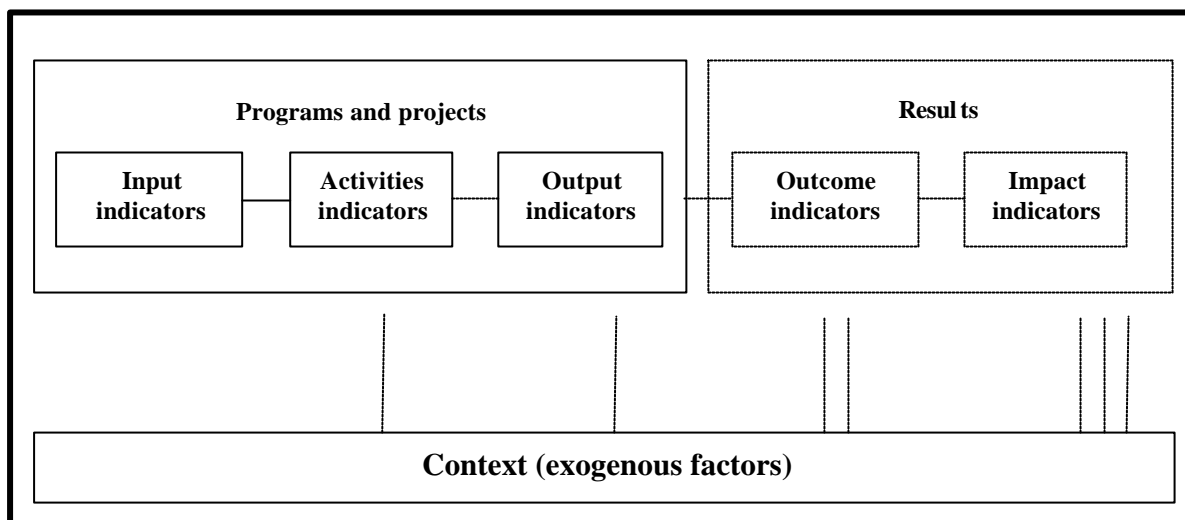 Programs and projects
Results
Input
indicators
Activities
indicators
Output
indicators
Outcome
indicators
Impact
indicators
Context (exogenous factors)